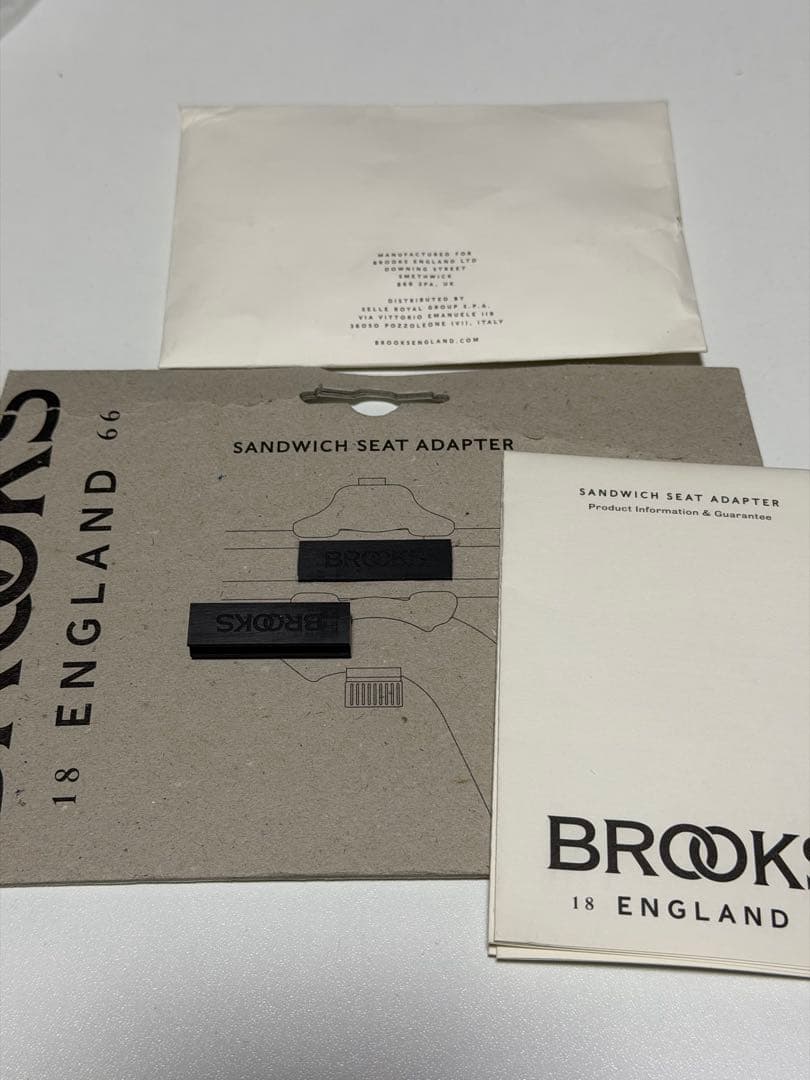 MANUFACTURED FOR
BROOKS ENGLAND LTD
DOWNING STREET
SMETHWICK
B66 2PA, UK
DISTRIBUTED BY
SELLE ROYAL GROUP S.P.A.
VIA VITTORIO EMANUELE 119
36050 POZZOLEONE (VI), ITALY
BROOKSENGLAND.COM
SANDWICH SEAT ADAPTER
BROOKS
18 ENGLAND 66
BROOKS
BROOKS
SANDWICH SEAT ADAPTER
Product Information & Guarantee
BROOKS
18 ENGLAND